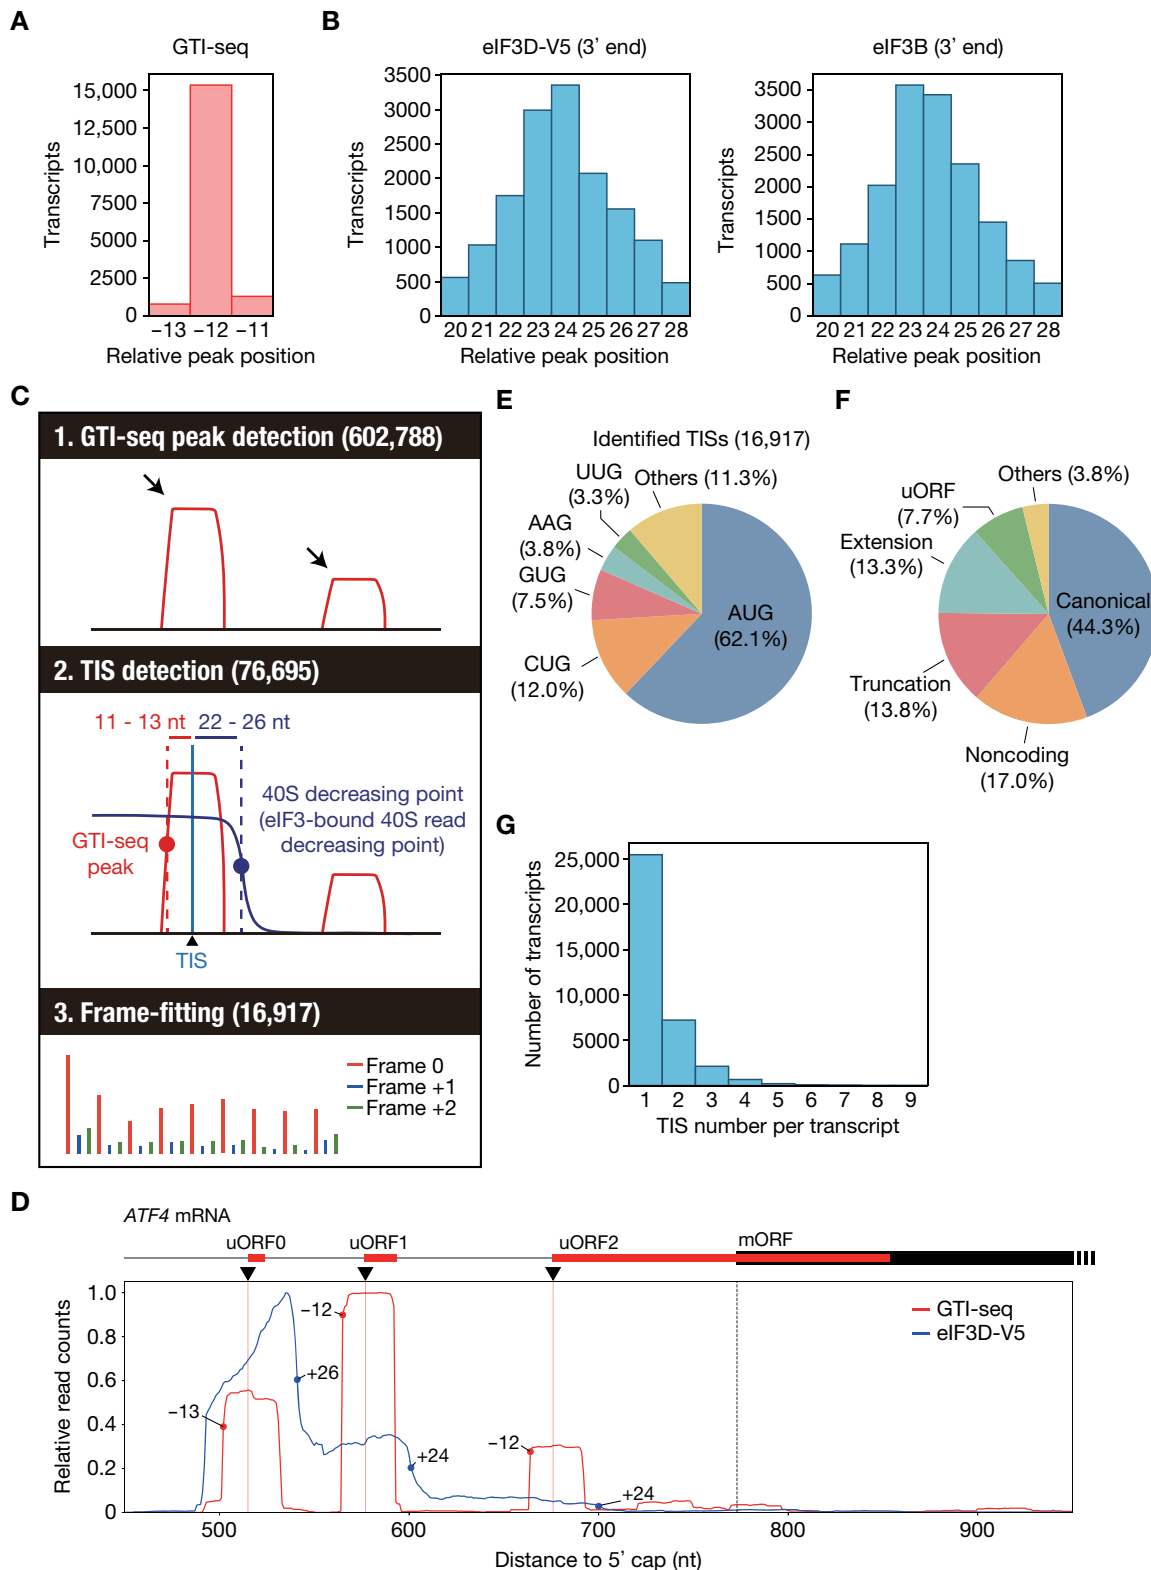 A
GTI-seq
Transcripts
15,000
12,500
10,000
7500
5000
2500
0
−13 −12 −11
Relative peak position
B
eIF3D-V5 (3’ end)
Transcripts
3500
3000
2500
2000
1500
1000
500
0
20 21 22 23 24 25 26 27 28
Relative peak position
eIF3B (3’ end)
Transcripts
3500
3000
2500
2000
1500
1000
500
0
20 21 22 23 24 25 26 27 28
Relative peak position
C
1. GTI-seq peak detection (602,788)
2. TIS detection (76,695)
11 - 13 nt
22 - 26 nt
40S decreasing point
(eIF3-bound 40S read
decreasing point)
GTI-seq
peak
TIS
3. Frame-fitting (16,917)
Frame 0
Frame +1
Frame +2
E
Identified TISs (16,917)
UUG
(3.3%)
Others (11.3%)
AAG
(3.8%)
GUG
(7.5%)
CUG
(12.0%)
AUG
(62.1%)
F
Others (3.8%)
uORF
(7.7%)
Extension
(13.3%)
Canonical
(44.3%)
Truncation
(13.8%)
Noncoding
(17.0%)
G
Number of transcripts
25,000
20,000
15,000
10,000
5000
0
1 2 3 4 5 6 7 8 9
TIS number per transcript
D
ATF4 mRNA
uORF0
uORF1
uORF2
mORF
Relative read counts
1.0
0.8
0.6
0.4
0.2
0
−13
+26
−12
+24
−12
+24
GTI-seq
eIF3D-V5
500 600 700 800 900
Distance to 5’ cap (nt)